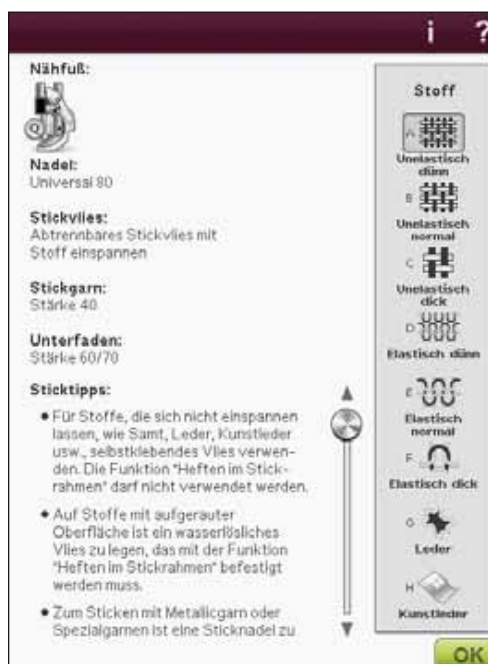 i ?
Nähfuß:
Nadel:
Universal 80
Stickvlies:
Abtrennbares Stickvlies mit
Stoff einspannen
Stickgarn:
Stärke 40
Unterfaden:
Stärke 60/70
Sticktipps:
• Für Stoffe, die sich nicht einspannen
lassen, wie Samt, Leder, Kunstleder
usw., selbstklebendes Vlies verwen-
den. Die Funktion "Heften im Stick-
rahmen" darf nicht verwendet werden.
• Auf Stoffe mit aufgerauter
Oberfläche ist ein wasserlösliches
Vlies zu legen, das mit der Funktion
"Heften im Stickrahmen" befestigt
werden muss.
• Zum Sticken mit Metallicgarn oder
Spezialgarnen ist eine Sticknadel zu
Stoff
A
Unelastisch
dünn
B
Unelastisch
normal
C
Unelastisch
dick
D
Elastisch dünn
E
Elastisch
normal
F
Elastisch dick
G
Leder
H
Kunstleder
OK